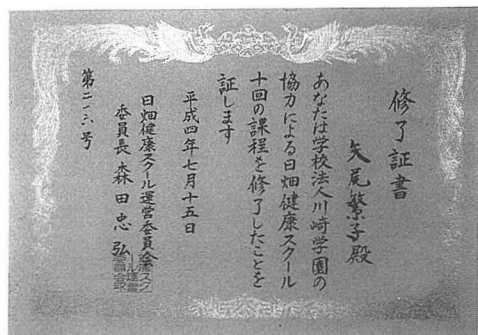 修了証書
矢尾繁子殿
あなたは学校法人川崎学園の
協力による日畑健康スクール
十回の課程を修了したことを
証します
平成四年七月十五日
日畑健康スクール運営委員会
委員長 森田忠弘
第二一六号